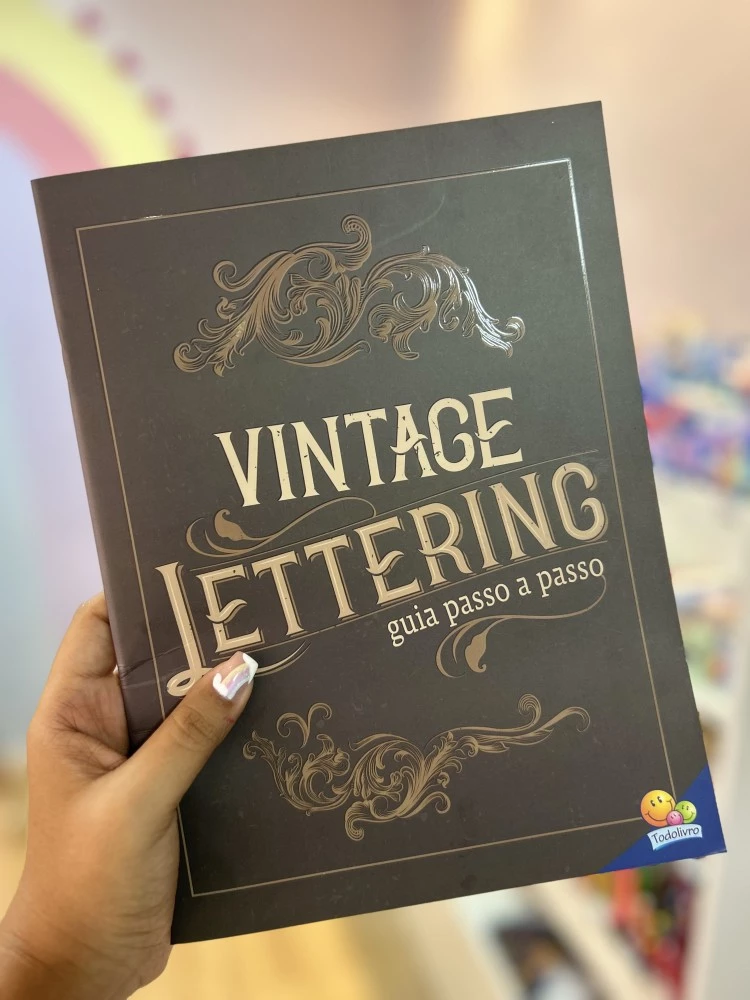 VINTAGE
LETTERING
guia passo a passo
Todolivro